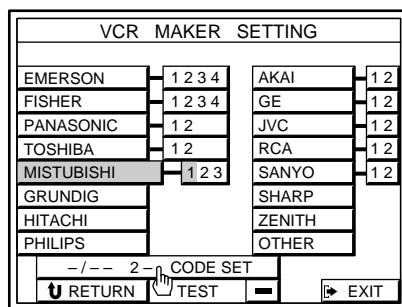 VCR MAKER SETTING
EMERSON 1 2 3 4 AKAI 1 2
FISHER 1 2 3 4 GE 1 2
PANASONIC 1 2 JVC 1 2
TOSHIBA 1 2 RCA 1 2
MISTUBISHI 1 2 3 SANYO 1 2
GRUNDIG SHARP
HITACHI ZENITH
PHILIPS OTHER
–/–– 2– CODE SET
RETURN TEST – EXIT